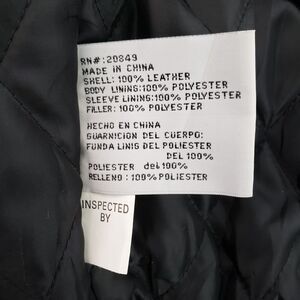 RN#:20849
MADE IN CHINA
SHELL: 100% LEATHER
BODY LINING:100% POLYESTER
SLEEVE LINING:100% POLYESTER
FILLER: 100% POLYESTER
HECHO EN CHINA
GUARNICION DEL CUERPO:
FUNDA LINIG DEL POLIESTER
DEL 100%
POLIESTER del 100%
RELLENO : 100% POLIESTER
INSPECTED
BY